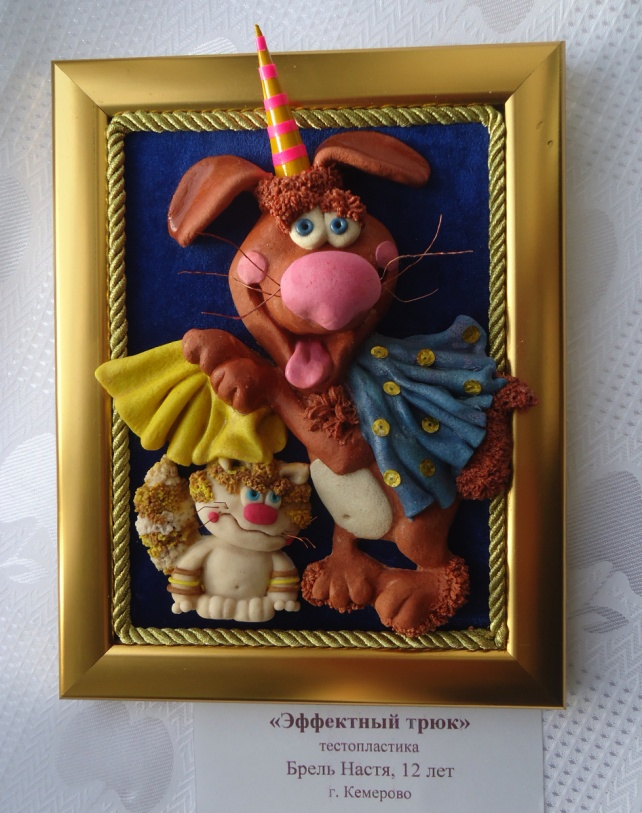 «Эффектный трюк»
тестопластика
Брель Настя, 12 лет
г. Кемерово